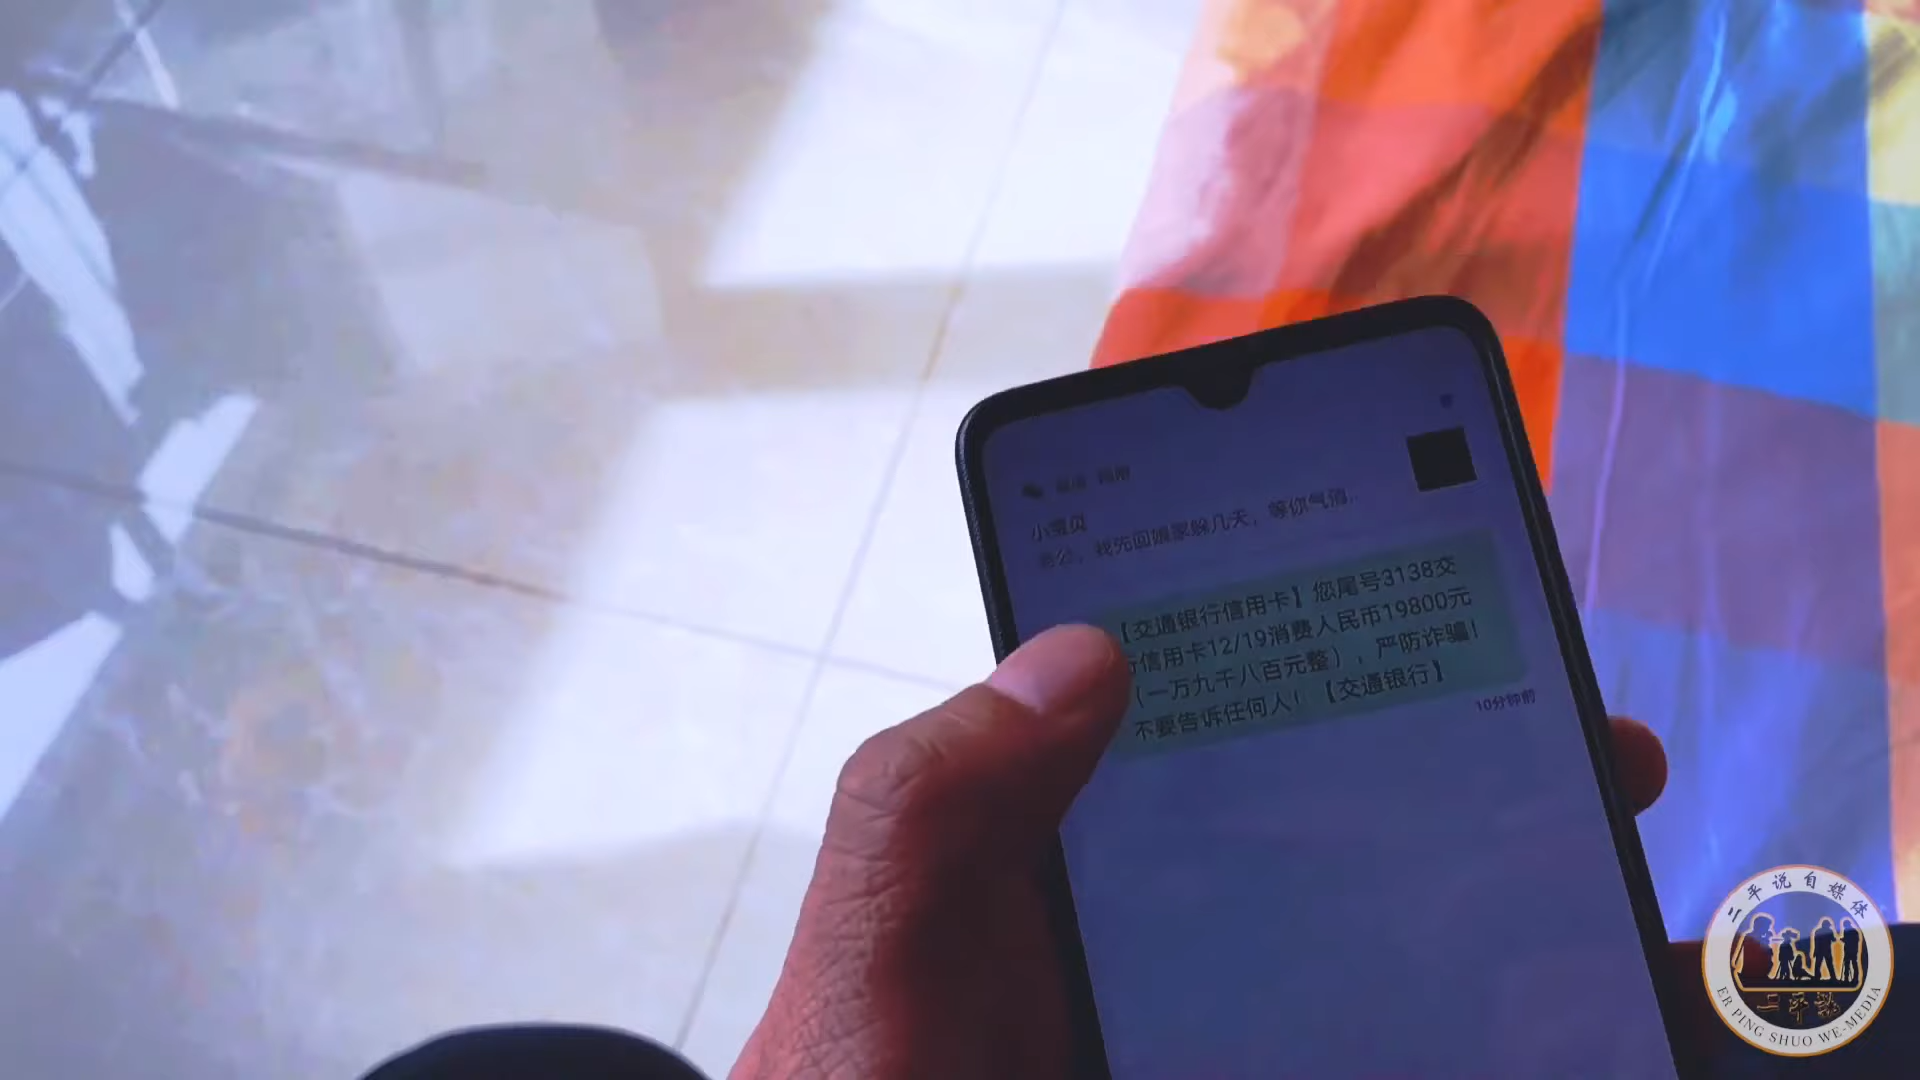 小宝贝
老公，我先回娘家躲几天，等你气消..
【交通银行信用卡】您尾号3138交
行信用卡12/19消费人民币19800元
（一万九千八百元整），严防诈骗！
不要告诉任何人！【交通银行】
10分钟前
二平说自媒体
二平说
ER PING SHUO WE-MEDIA